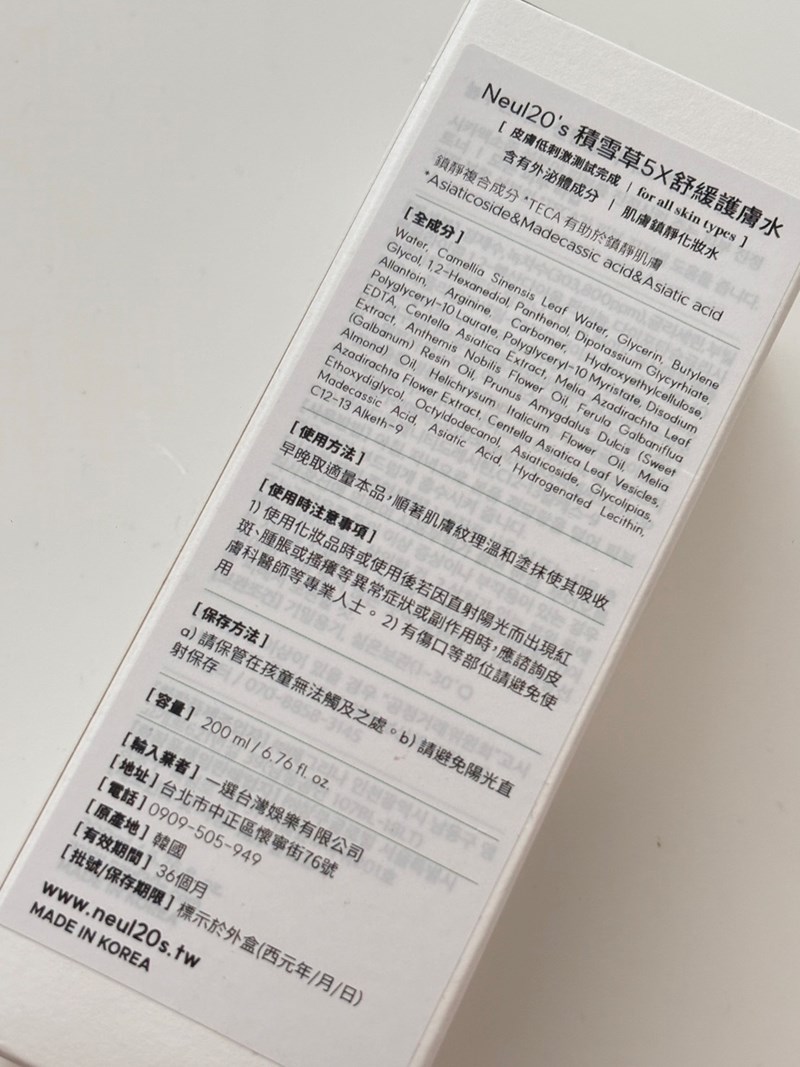 Neul20's 積雪草5X舒緩護膚水
[ 皮膚低刺激測試完成 | for all skin types ]
含有外泌體成分 | 肌膚鎮靜化妝水
鎮靜複合成分 *TECA 有助於鎮靜肌膚
*Asiaticoside&Madecassic acid&Asiatic acid
[ 全成分 ]
Water, Camellia Sinensis Leaf Water, Glycerin, Butylene
Glycol, 1,2-Hexanediol, Panthenol, Dipotassium Glycyrhiate,
Allantoin, Arginine, Carbomer, Hydroxyethylcellulose,
Polyglyceryl-10 Laurate, Polyglyceryl-10 Myristate, Disodium
EDTA, Centella Asiatica Extract, Melia Azadirachta Leaf
Extract, Anthemis Nobilis Flower Oil, Ferula Galbaniflua
(Galbanum) Resin Oil, Prunus Amygdalus Dulcis (Sweet
Almond) Oil, Helichrysum Italicum Flower Oil, Melia
Azadirachta Flower Extract, Centella Asiatica Leaf Vesicles,
Ethoxydiglycol, Octyldodecanol, Asiaticoside, Glycolipias,
Madecassic Acid, Asiatic Acid, Hydrogenated Lecithin,
C12-13 Alketh-9
[ 使用方法 ]
早晚取適量本品，順著肌膚紋理溫和塗抹使其吸收
[ 使用時注意事項 ]
1) 使用化妝品時或使用後若因直射陽光而出現紅
斑、腫脹或搔癢等異常症狀或副作用時，應諮詢皮
膚科醫師等專業人士。 2) 有傷口等部位請避免使
用
[ 保存方法 ]
a) 請保管在孩童無法觸及之處。b) 請避免陽光直
射保存
[ 容量 ] 200 ml / 6.76 fl. oz.
[ 輸入業者 ] 一選台灣娛樂有限公司
[ 地址 ] 台北市中正區懷寧街76號
[ 電話 ] 0909-505-949
[ 原產地 ] 韓國
[ 有效期間 ] 36個月
[ 批號/保存期限 ] 標示於外盒(西元年/月/日)
www.neul20s.tw
MADE IN KOREA